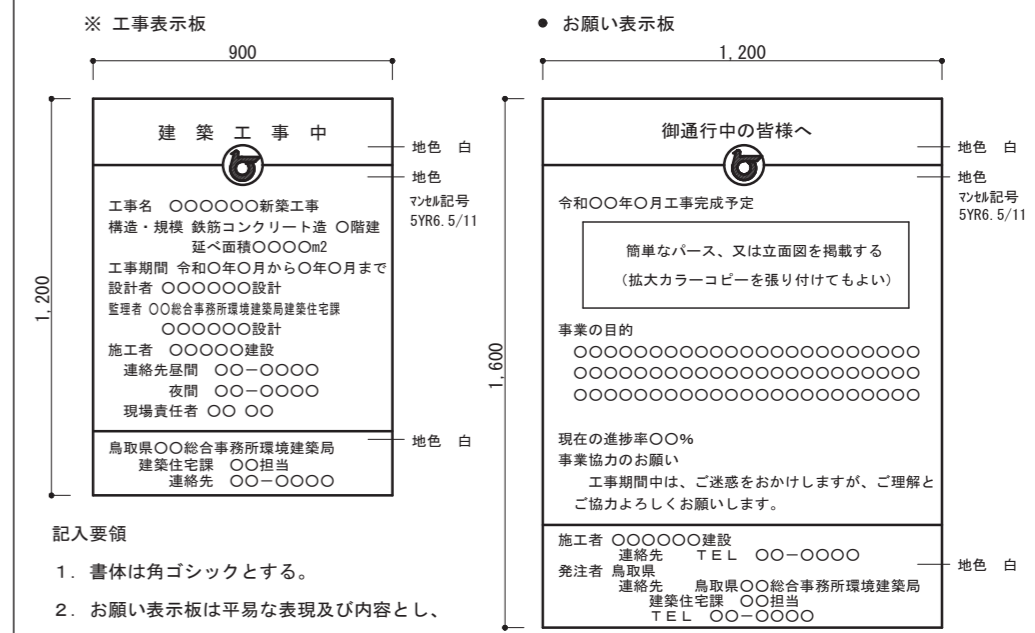 ※ 工事表示板
900
1,200
建築工事中
地色 白
地色
マンセル記号
5YR6.5/11
工事名 〇〇〇〇〇〇新築工事
構造・規模 鉄筋コンクリート造 〇階建
延べ面積〇〇〇〇m2
工事期間 令和〇年〇月から〇年〇月まで
設計者 〇〇〇〇〇〇設計
監理者 〇〇総合事務所環境建築局建築住宅課
〇〇〇〇〇〇設計
施工者 〇〇〇〇〇建設
連絡先昼間 〇〇−〇〇〇〇
夜間 〇〇−〇〇〇〇
現場責任者 〇〇 〇〇
地色 白
鳥取県〇〇総合事務所環境建築局
建築住宅課 〇〇担当
連絡先 〇〇−〇〇〇〇
記入要領
1．書体は角ゴシックとする。
2．お願い表示板は平易な表現及び内容とし、
● お願い表示板
1,200
1,600
御通行中の皆様へ
地色 白
地色
マンセル記号
5YR6.5/11
令和〇〇年〇月工事完成予定
簡単なパース、又は立面図を掲載する
（拡大カラーコピーを張り付けてもよい）
事業の目的
〇〇〇〇〇〇〇〇〇〇〇〇〇〇〇〇〇〇〇〇〇〇〇
〇〇〇〇〇〇〇〇〇〇〇〇〇〇〇〇〇〇〇〇〇〇〇
〇〇〇〇〇〇〇〇〇〇〇〇〇〇〇〇〇〇〇〇〇〇〇
現在の進捗率〇〇%
事業協力のお願い
工事期間中は、ご迷惑をおかけしますが、ご理解と
ご協力よろしくお願いします。
施工者 〇〇〇〇〇〇建設
連絡先 ＴＥＬ 〇〇−〇〇〇〇
発注者 鳥取県
連絡先 鳥取県〇〇総合事務所環境建築局
建築住宅課 〇〇担当
ＴＥＬ 〇〇−〇〇〇〇
地色 白